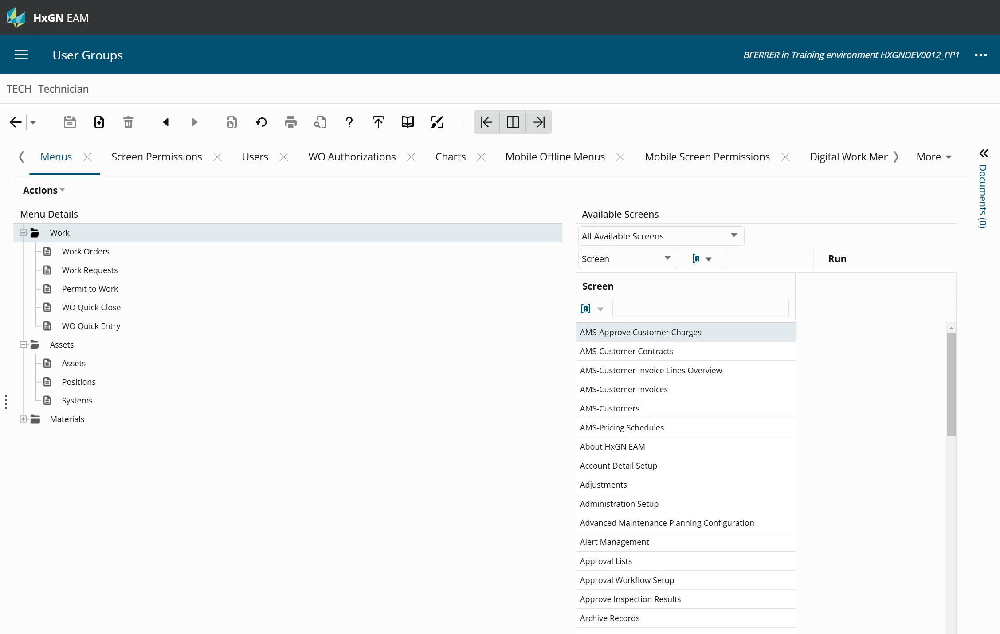 HxGN EAM
User Groups
BFERRER in Training environment HXGNDEV0012_PP1
TECH Technician
Menus
Screen Permissions
Users
WO Authorizations
Charts
Mobile Offline Menus
Mobile Screen Permissions
Digital Work Men
More
Documents (0)
Actions
Menu Details
Work
Work Orders
Work Requests
Permit to Work
WO Quick Close
WO Quick Entry
Assets
Assets
Positions
Systems
Materials
Available Screens
All Available Screens
Screen
Run
Screen
AMS-Approve Customer Charges
AMS-Customer Contracts
AMS-Customer Invoice Lines Overview
AMS-Customer Invoices
AMS-Customers
AMS-Pricing Schedules
About HxGN EAM
Account Detail Setup
Adjustments
Administration Setup
Advanced Maintenance Planning Configuration
Alert Management
Approval Lists
Approval Workflow Setup
Approve Inspection Results
Archive Records